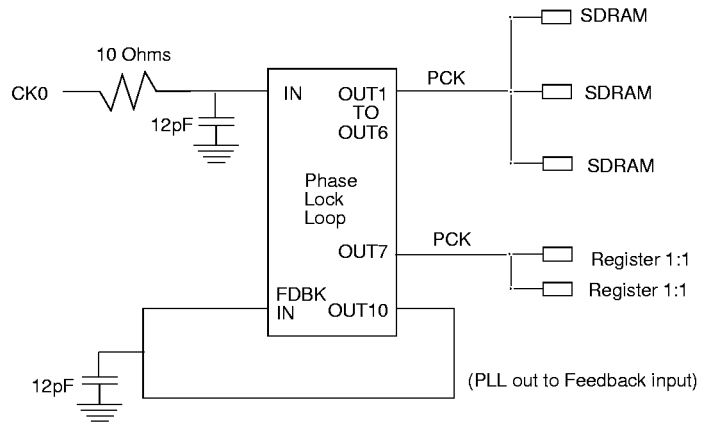 SDRAM
10 Ohms
PCK
CK0
IN
OUT1
SDRAM
TO
12pF
OUT6
SDRAM
Phase
Lock
Loop
PCK
OUT7
Register 1:1
Register 1:1
FDBK
IN
OUT10
12pF
(PLL out to Feedback input)